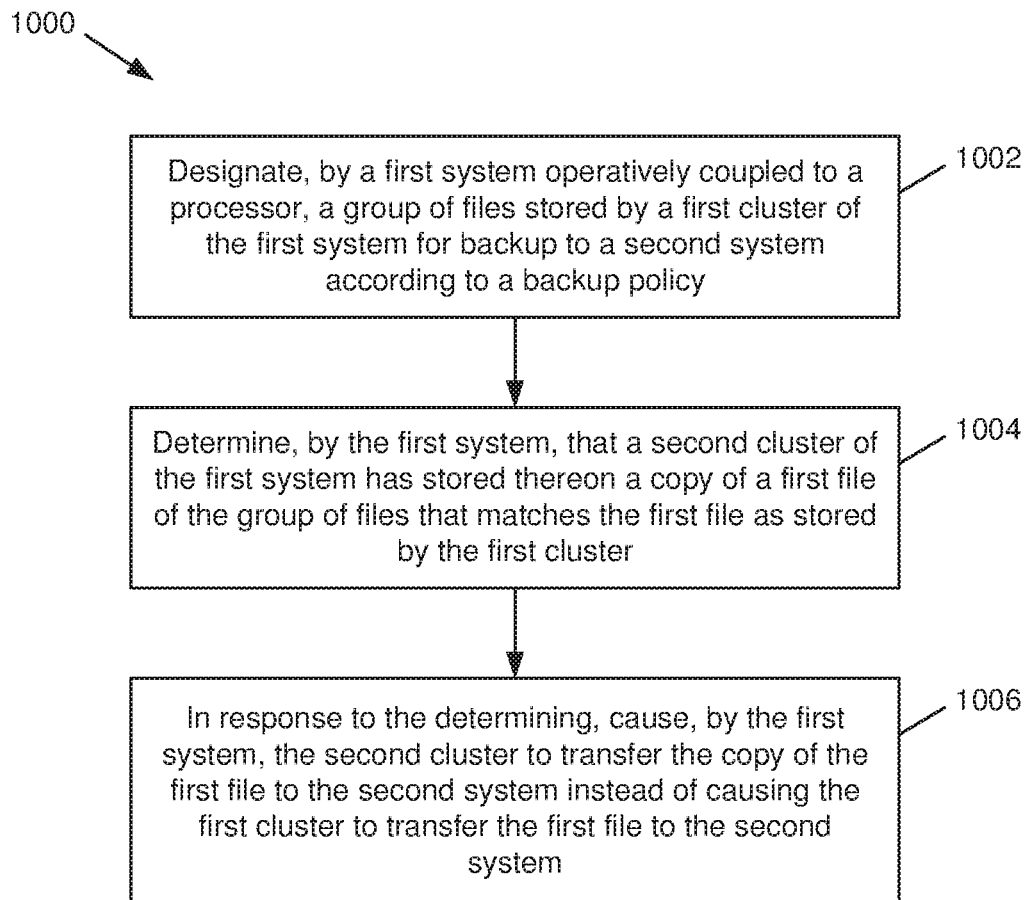 1000
Designate, by a first system operatively coupled to a
processor, a group of files stored by a first cluster of
the first system for backup to a second system
according to a backup policy
1002
Determine, by the first system, that a second cluster of
the first system has stored thereon a copy of a first file
of the group of files that matches the first file as stored
by the first cluster
1004
In response to the determining, cause, by the first
system, the second cluster to transfer the copy of the
first file to the second system instead of causing the
first cluster to transfer the first file to the second
system
1006